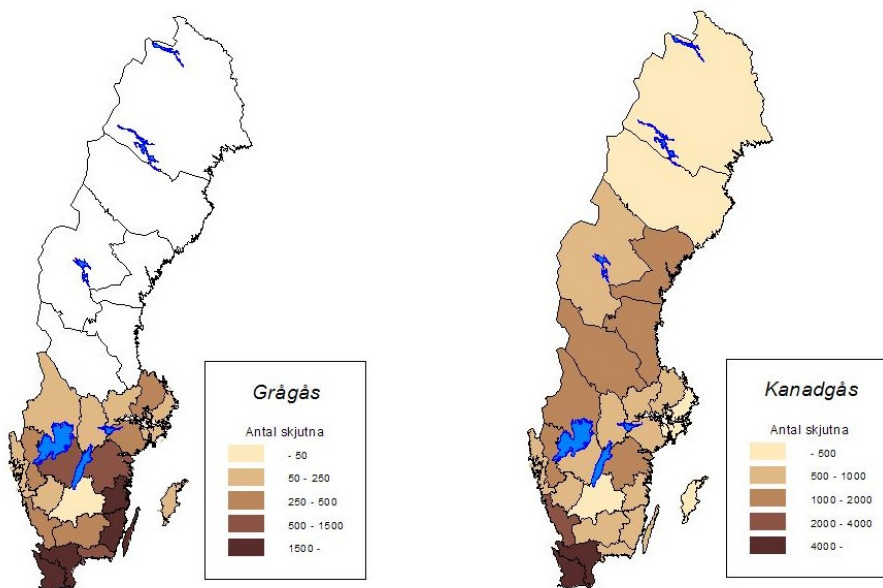 Grågås
Antal skjutna
- 50
50 - 250
250 - 500
500 - 1500
1500 -
Kanadgås
Antal skjutna
- 500
500 - 1000
1000 - 2000
2000 - 4000
4000 -